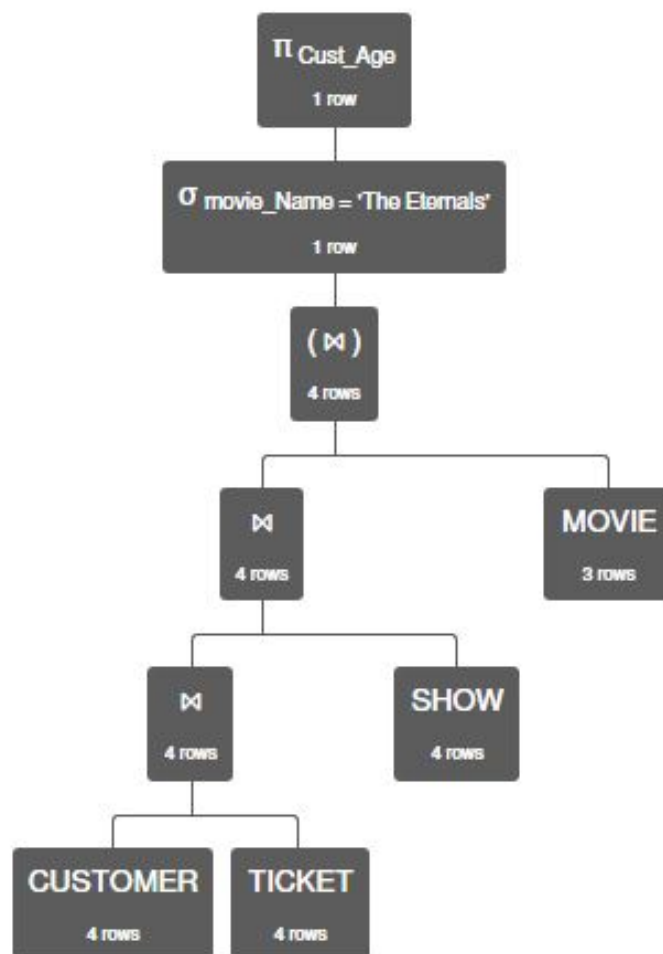 π Cust_Age
1 row
σ movie_Name = 'The Eternals'
1 row
( ⋈ )
4 rows
⋈
4 rows
MOVIE
3 rows
⋈
4 rows
SHOW
4 rows
CUSTOMER
4 rows
TICKET
4 rows